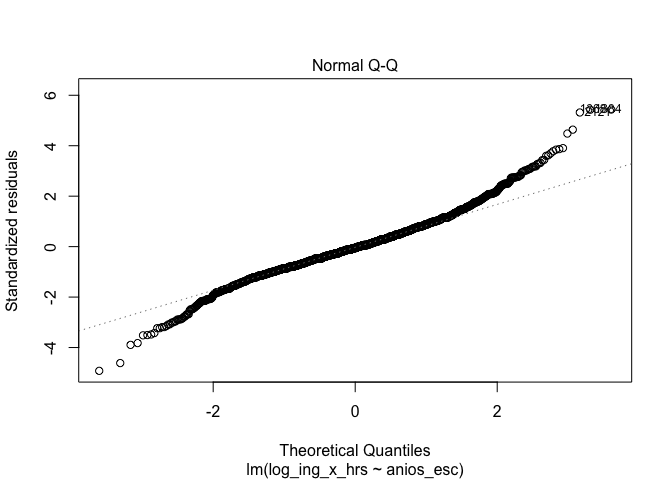 Normal Q-Q
Standardized residuals
6
4
2
0
-2
-4
-2
0
2
Theoretical Quantiles
lm(log_ing_x_hrs ~ anios_esc)